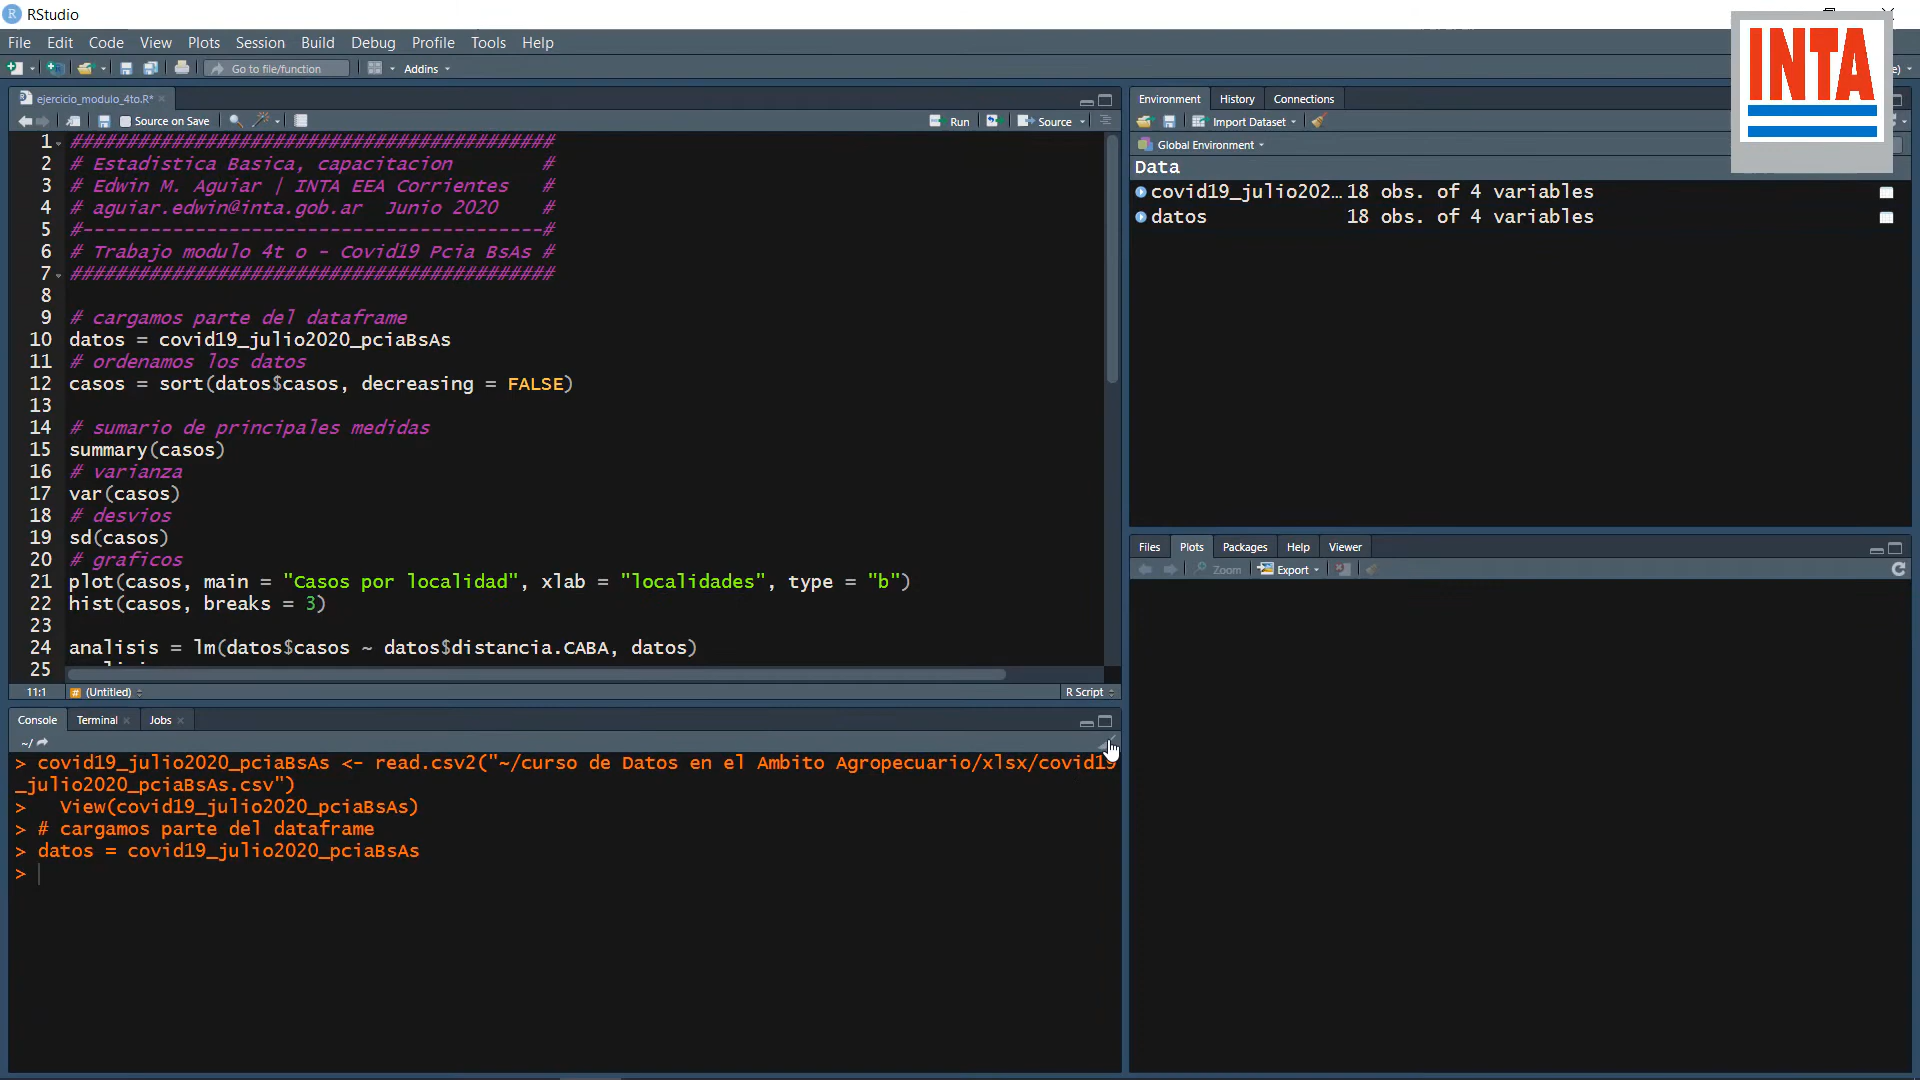 RStudio
File Edit Code View Plots Session Build Debug Profile Tools Help
Go to file/function Addins
ejercicio_modulo_4to.R*
Source on Save Run Source
1 ###########################################
2 # Estadistica Basica, capacitacion #
3 # Edwin M. Aguiar | INTA EEA Corrientes #
4 # aguiar.edwin@inta.gob.ar Junio 2020 #
5 #-----------------------------------------#
6 # Trabajo modulo 4t o - Covid19 Pcia BsAs #
7 ###########################################
8
9 # cargamos parte del dataframe
10 datos = covid19_julio2020_pciaBsAs
11 # ordenamos los datos
12 casos = sort(datos$casos, decreasing = FALSE)
13
14 # sumario de principales medidas
15 summary(casos)
16 # varianza
17 var(casos)
18 # desvios
19 sd(casos)
20 # graficos
21 plot(casos, main = "Casos por localidad", xlab = "localidades", type = "b")
22 hist(casos, breaks = 3)
23
24 analisis = lm(datos$casos ~ datos$distancia.CABA, datos)
25
11:1 (Untitled) R Script
Console Terminal Jobs
~/
> covid19_julio2020_pciaBsAs <- read.csv2("~/curso de Datos en el Ambito Agropecuario/xlsx/covid19
_julio2020_pciaBsAs.csv")
> View(covid19_julio2020_pciaBsAs)
> # cargamos parte del dataframe
> datos = covid19_julio2020_pciaBsAs
>
INTA
Environment History Connections
Import Dataset
Global Environment
Data
covid19_julio202… 18 obs. of 4 variables
datos 18 obs. of 4 variables
Files Plots Packages Help Viewer
Zoom Export